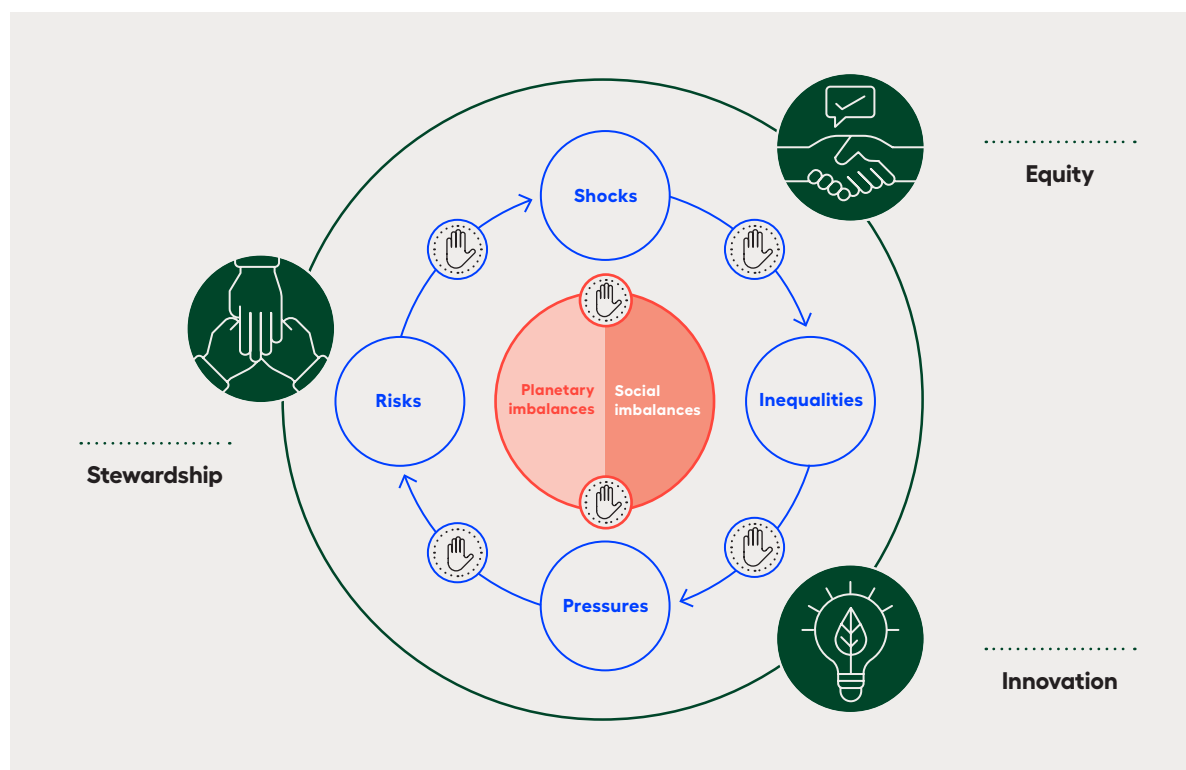 Equity
Shocks
Planetary
imbalances
Social
imbalances
Risks
Inequalities
Stewardship
Pressures
Innovation